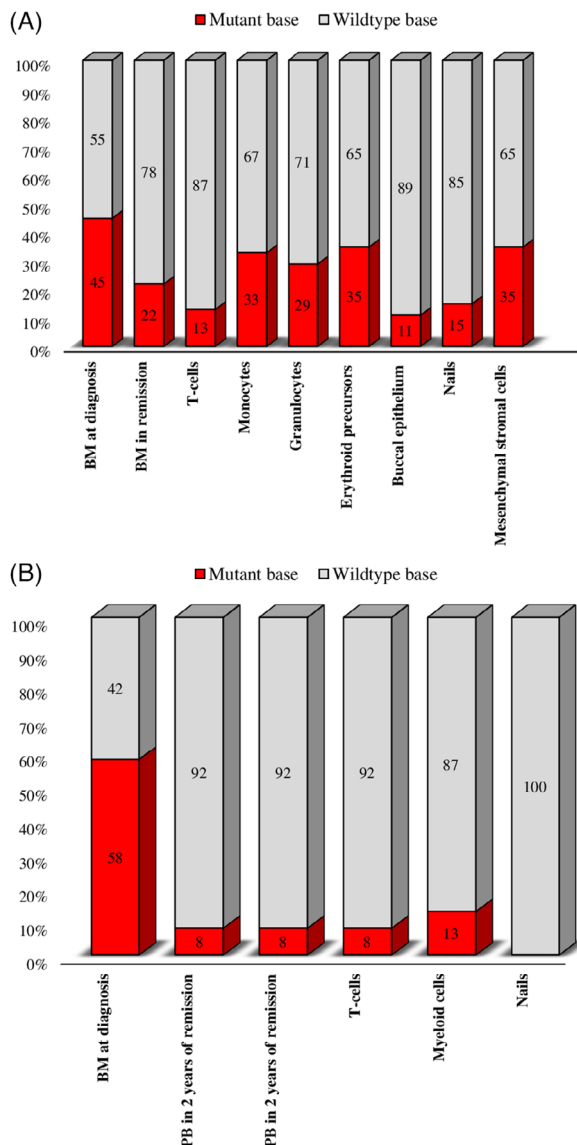 (A)
Mutant base Wildtype base
100%
90%
80%
70%
60%
50%
40%
30%
20%
10%
0%
55 78 87 67 71 65 89 85 65
45 22 13 33 29 35 11 15 35
BM at diagnosis
BM in remission
T-cells
Monocytes
Granulocytes
Erythroid precursors
Buccal epithelium
Nails
Mesenchymal stromal cells
(B)
Mutant base Wildtype base
100%
90%
80%
70%
60%
50%
40%
30%
20%
10%
0%
42 92 92 92 87 100
58 8 8 8 13
BM at diagnosis
PB in 2 years of remission
PB in 2 years of remission
T-cells
Myeloid cells
Nails